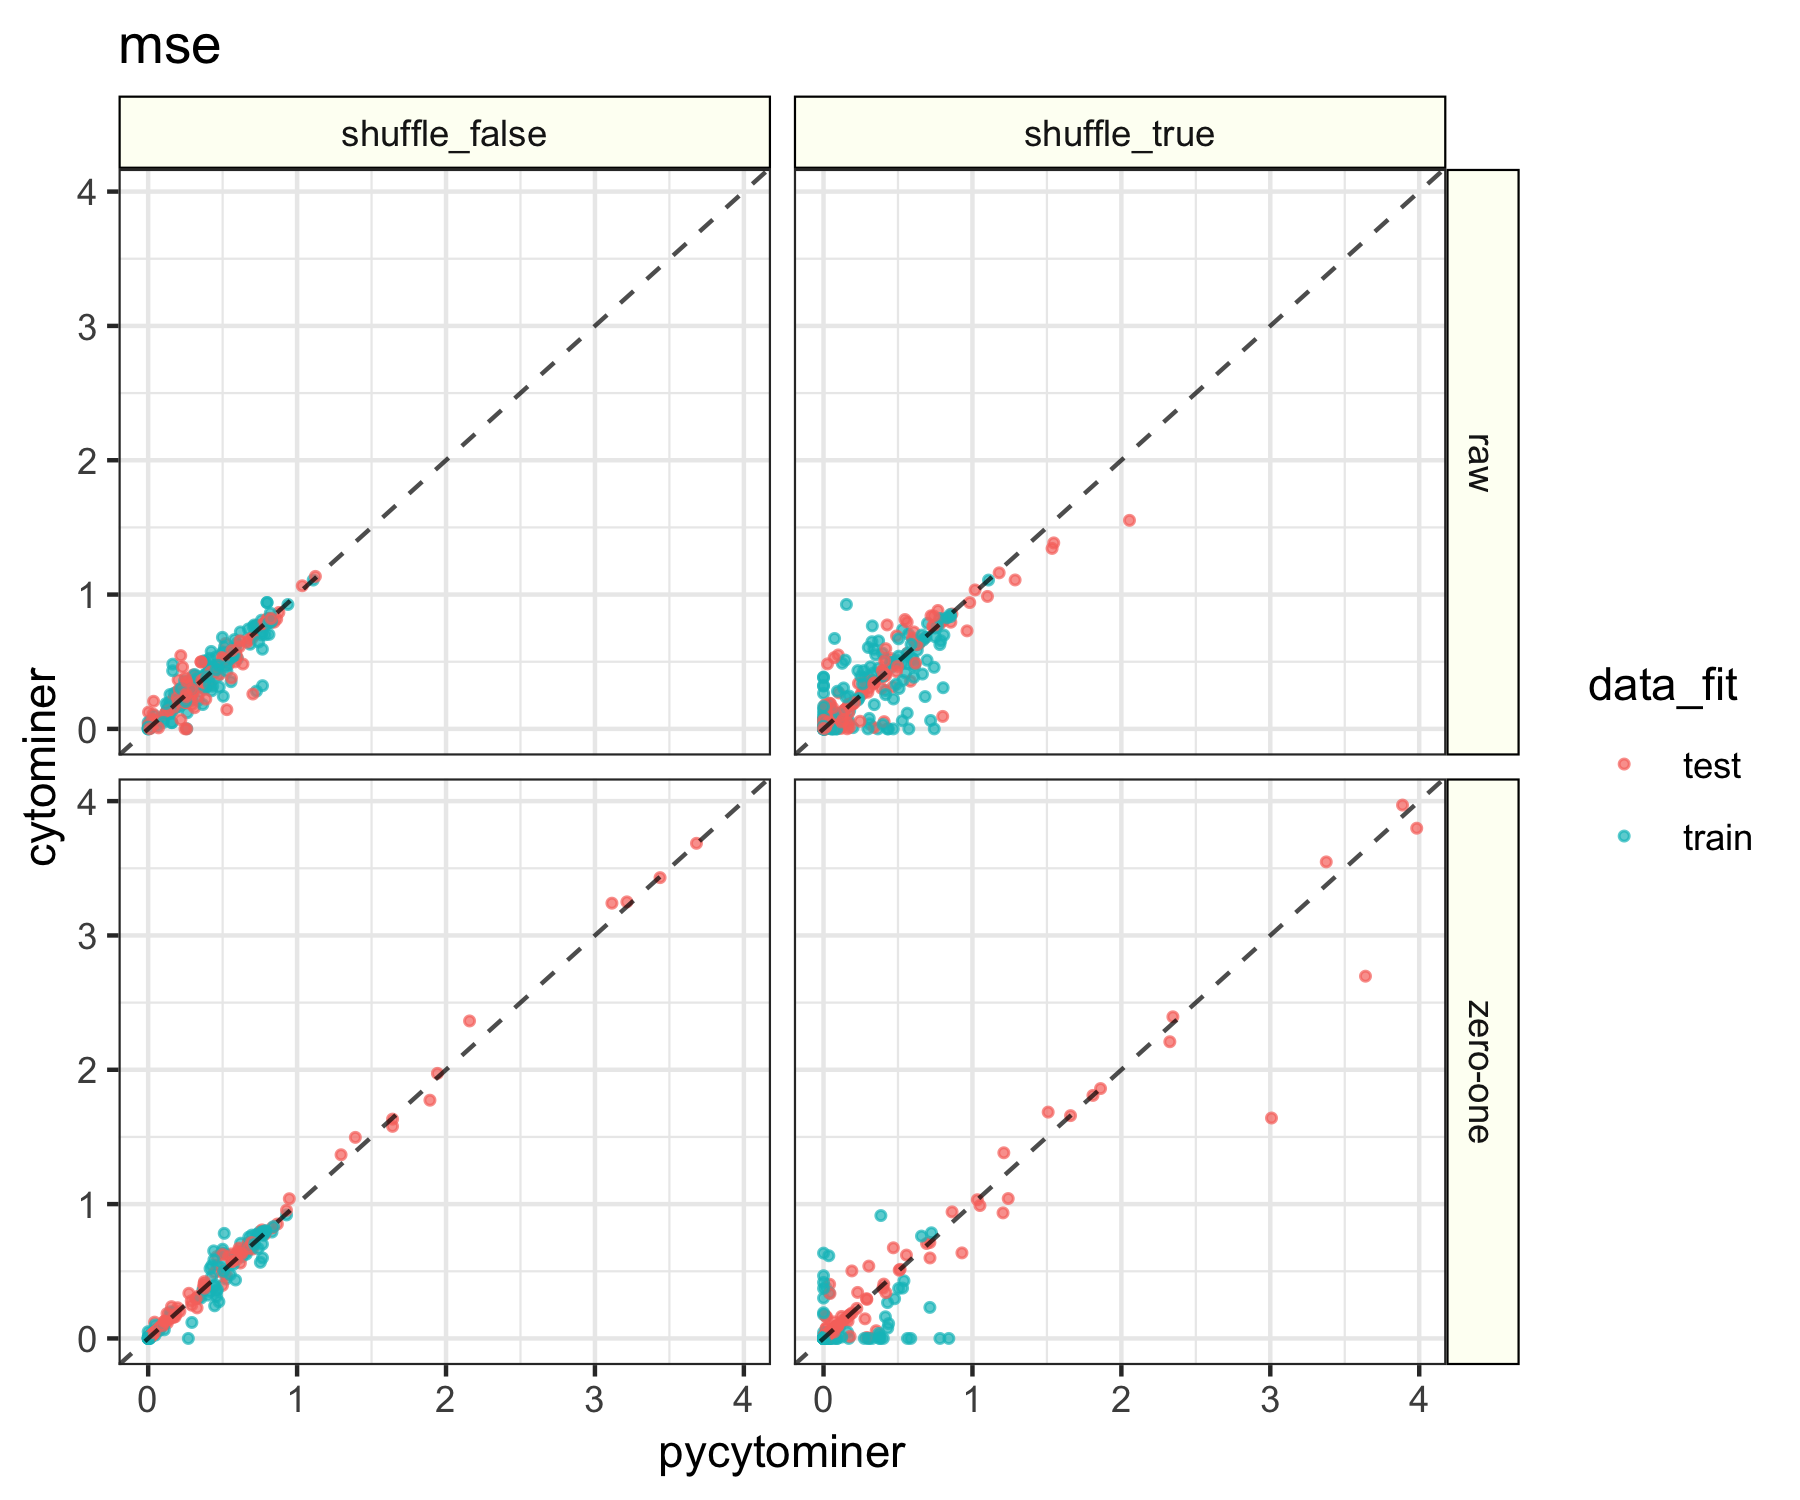 mse
shuffle_false
shuffle_true
4
3
2
1
0
raw
4
3
2
1
0
zero-one
0
1
2
3
4
0
1
2
3
4
cytominer
pycytominer
data_fit
test
train